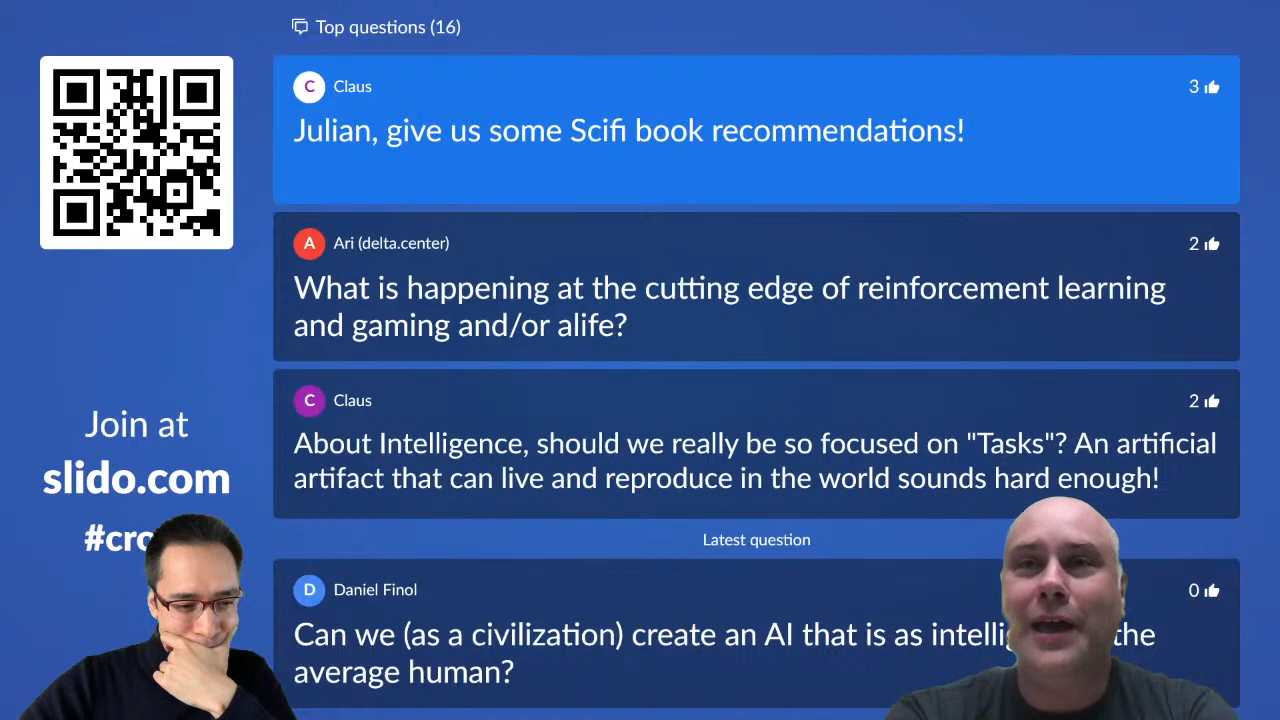 Top questions (16)
C Claus 3
Julian, give us some Scifi book recommendations!
A Ari (delta.center) 2
What is happening at the cutting edge of reinforcement learning
and gaming and/or alife?
C Claus 2
About Intelligence, should we really be so focused on "Tasks"? An artificial
artifact that can live and reproduce in the world sounds hard enough!
Latest question
D Daniel Finol 0
Can we (as a civilization) create an AI that is as the
average human?
Join at
slido.com